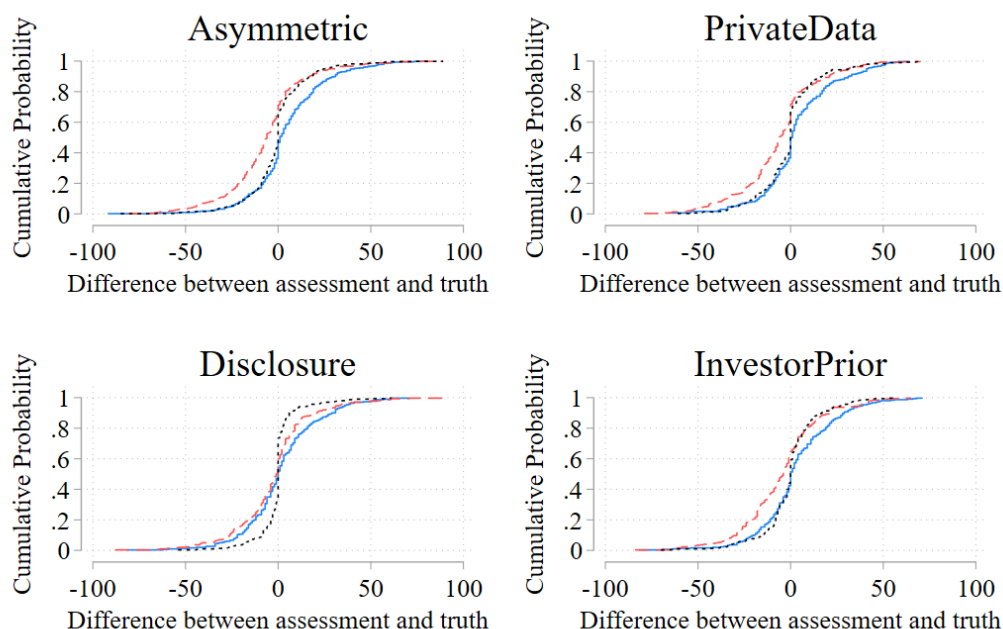 Asymmetric
Cumulative Probability
1
.8
.6
.4
.2
0
-100 -50 0 50 100
Difference between assessment and truth
PrivateData
Cumulative Probability
1
.8
.6
.4
.2
0
-100 -50 0 50 100
Difference between assessment and truth
Disclosure
Cumulative Probability
1
.8
.6
.4
.2
0
-100 -50 0 50 100
Difference between assessment and truth
InvestorPrior
Cumulative Probability
1
.8
.6
.4
.2
0
-100 -50 0 50 100
Difference between assessment and truth